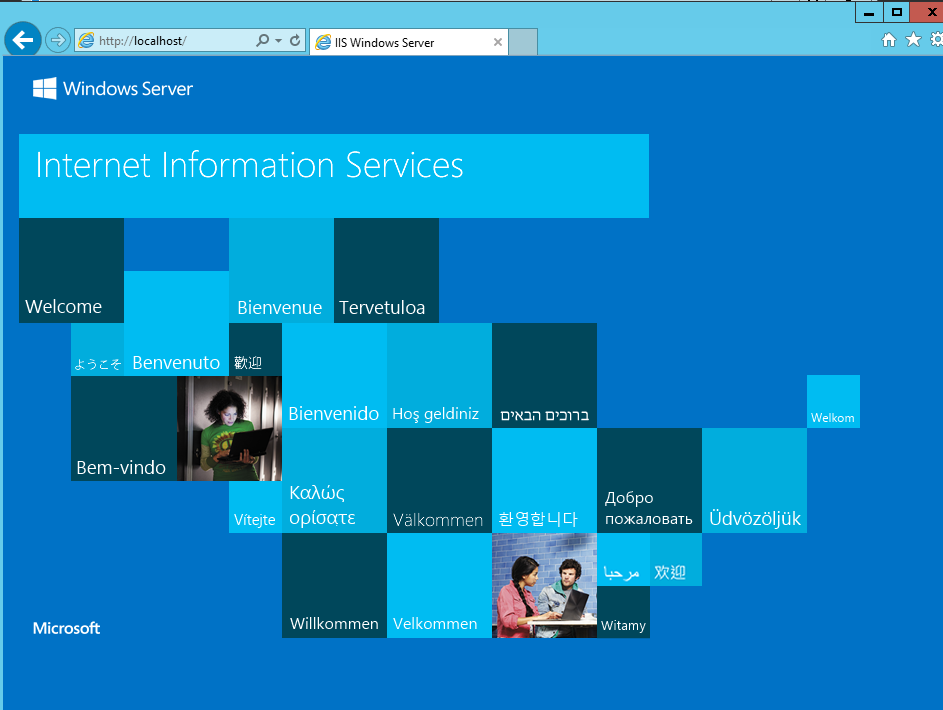 http://localhost/
IIS Windows Server
Windows Server
Internet Information Services
Welcome
Bienvenue
Tervetuloa
ようこそ
Benvenuto
歡迎
Bienvenido
Hoş geldiniz
ברוכים הבאים
Welkom
Bem-vindo
Vítejte
Καλώς
ορίσατε
Välkommen
환영합니다
Добро
пожаловать
Üdvözöljük
Willkommen
Velkommen
مرحبا
欢迎
Witamy
Microsoft